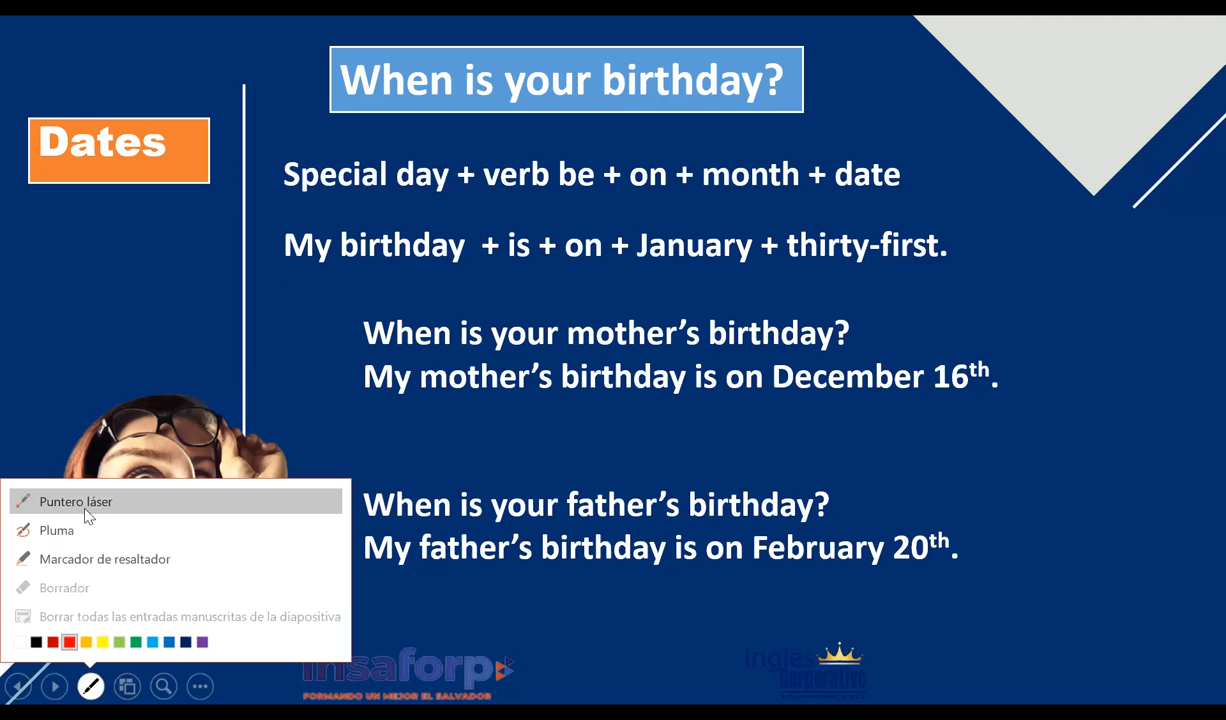 When is your birthday?
Dates
Special day + verb be + on + month + date
My birthday + is + on + January + thirty-first.
When is your mother’s birthday?
My mother’s birthday is on December 16th.
When is your father’s birthday?
My father’s birthday is on February 20th.
Puntero láser
Pluma
Marcador de resaltador
Borrador
Borrar todas las entradas manuscritas de la diapositiva
insaforp
FORMANDO UN MEJOR EL SALVADOR
Inglés
Corporativo